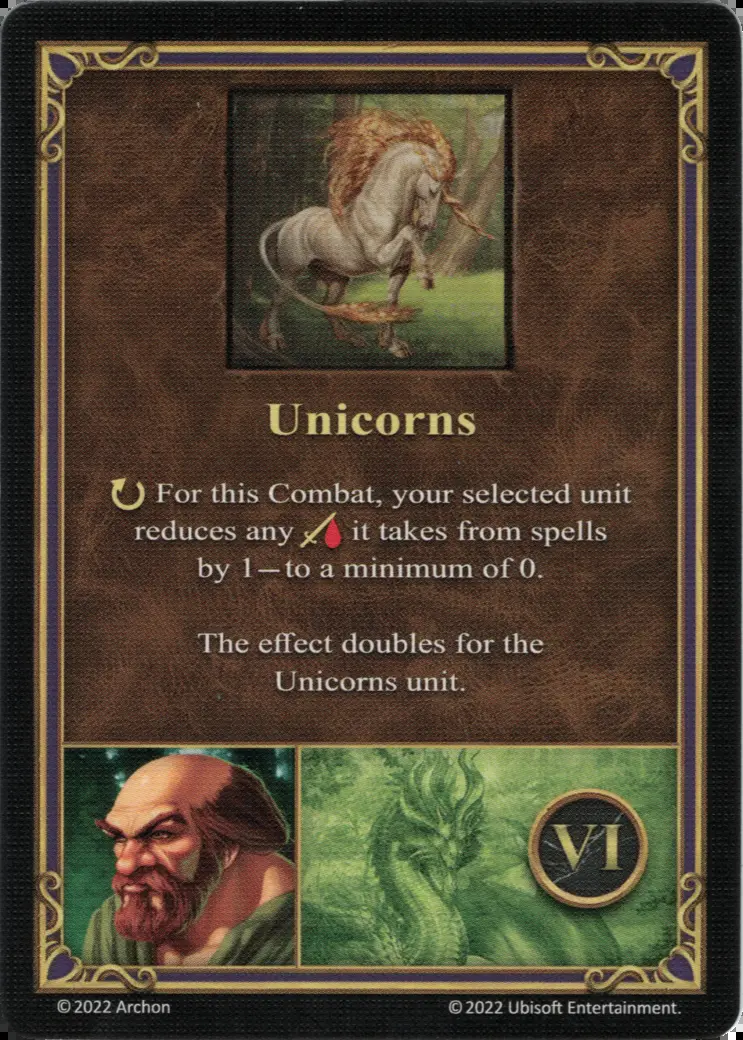 Unicorns
For this Combat, your selected unit
reduces any it takes from spells
by 1—to a minimum of 0.
The effect doubles for the
Unicorns unit.
VI
©2022 Archon
©2022 Ubisoft Entertainment.